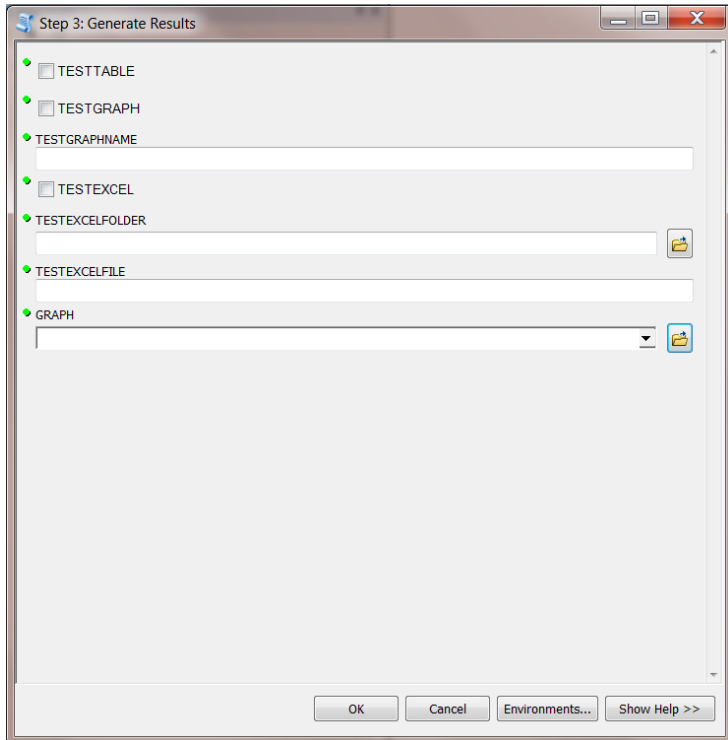 Step 3: Generate Results
TESTTABLE
TESTGRAPH
TESTGRAPHNAME
TESTEXCEL
TESTEXCELFOLDER
TESTEXCELFILE
GRAPH
OK Cancel Environments... Show Help >>